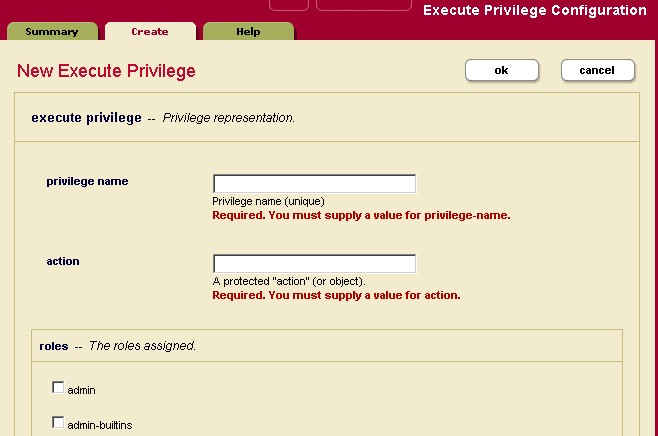 Execute Privilege Configuration
Summary Create Help
New Execute Privilege ok cancel
execute privilege -- Privilege representation.
privilege name
Privilege name (unique)
Required. You must supply a value for privilege-name.
action
A protected "action" (or object).
Required. You must supply a value for action.
roles -- The roles assigned.
admin
admin-builtins